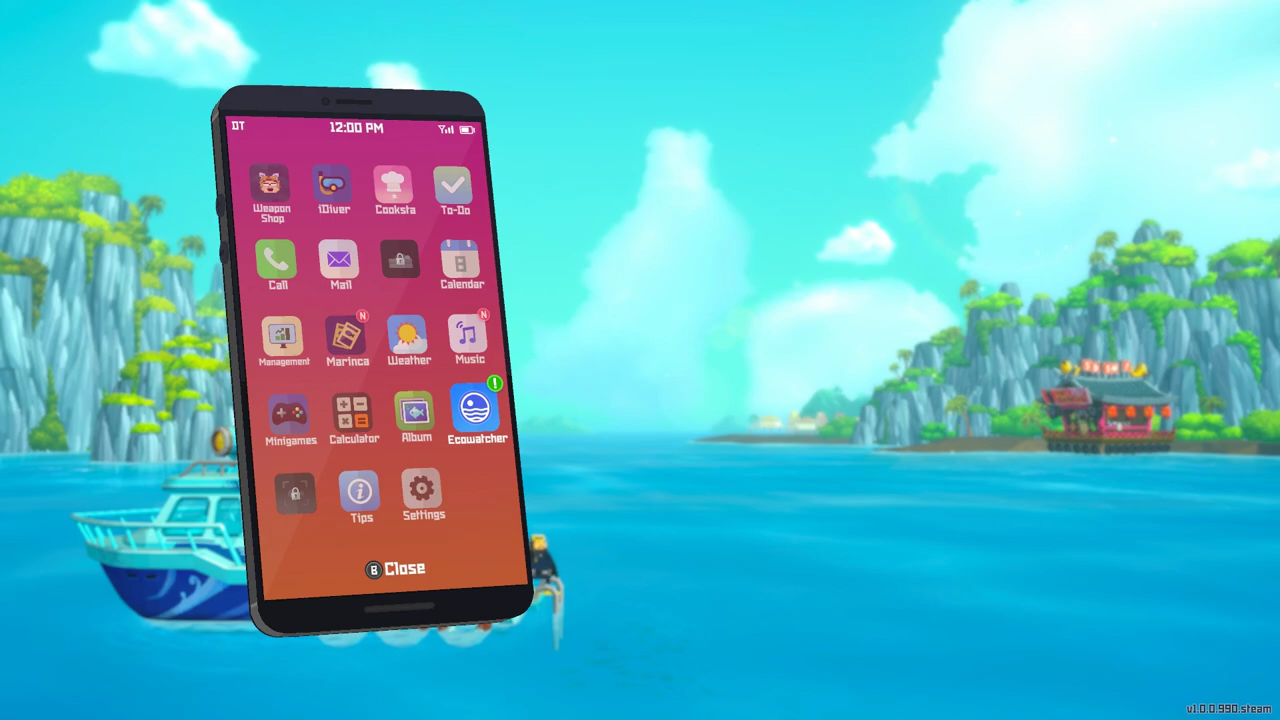 DT
12:00 PM
Weapon
Shop
iDiver
Cooksta
To-Do
Call
Mail
Calendar
Management
N
Marinca
Weather
N
Music
Minigames
Calculator
Album
!
Ecowatcher
Tips
Settings
B Close
v1.0.0.990.steam